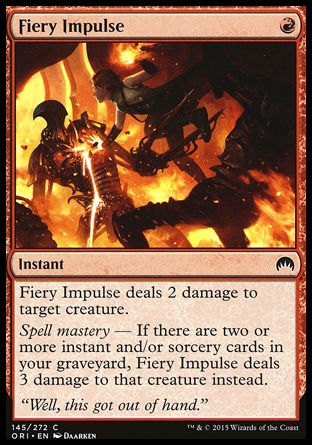 Fiery Impulse
Instant
Fiery Impulse deals 2 damage to
target creature.
Spell mastery — If there are two or
more instant and/or sorcery cards in
your graveyard, Fiery Impulse deals
3 damage to that creature instead.
"Well, this got out of hand."
145/272 C
ORI • EN DAARKEN
™ & © 2015 Wizards of the Coast